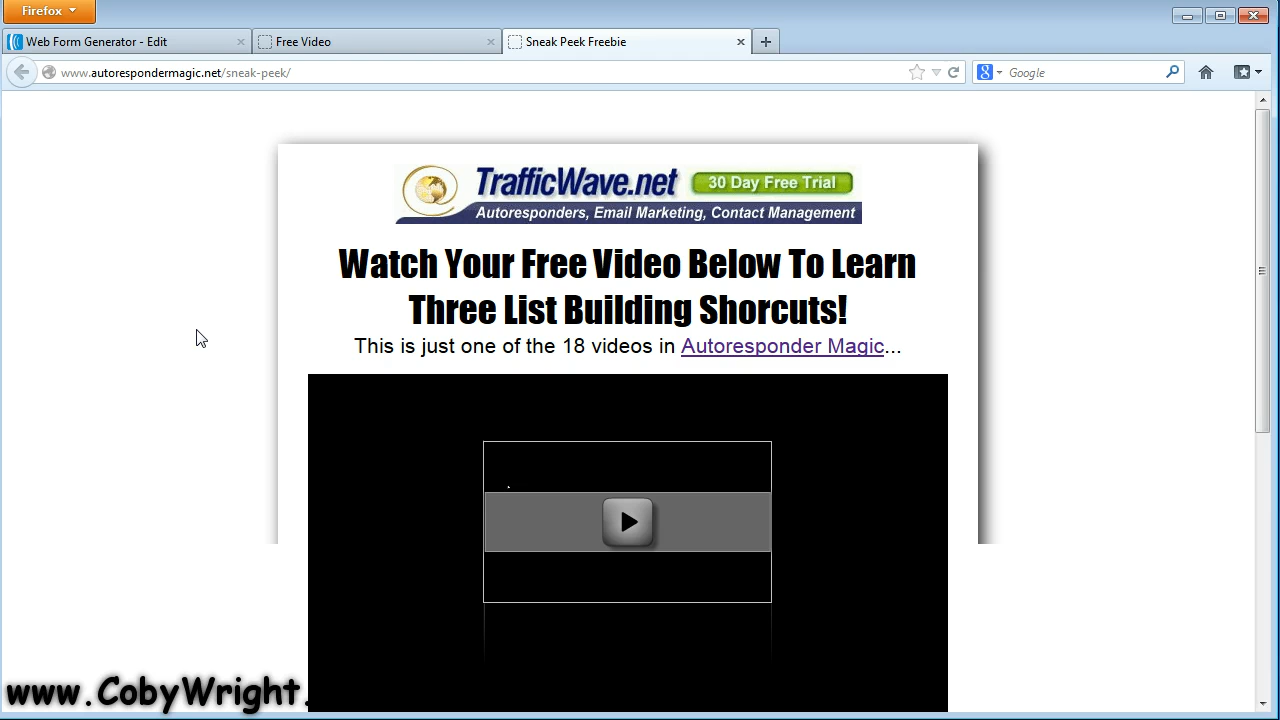 Firefox
Web Form Generator - Edit
Free Video
Sneak Peek Freebie
www.autorespondermagic.net/sneak-peek/
Google
TrafficWave.net
30 Day Free Trial
Autoresponders, Email Marketing, Contact Management
Watch Your Free Video Below To Learn
Three List Building Shorcuts!
This is just one of the 18 videos in Autoresponder Magic...
www.CobyWright.